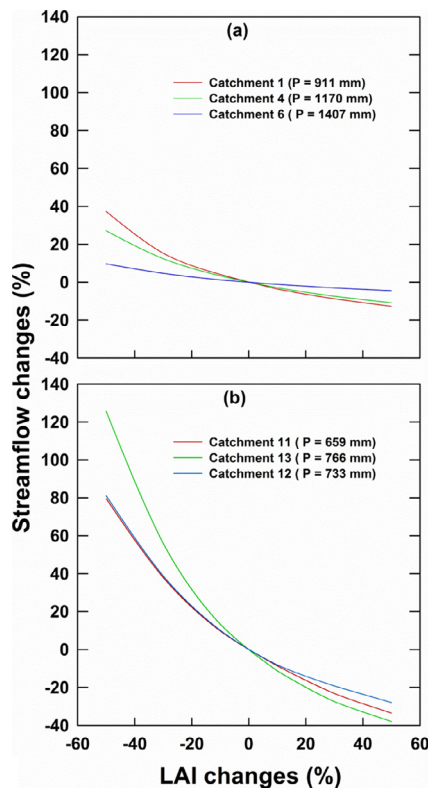 140
120
100
80
60
40
20
0
-20
-40
(a)
Catchment 1 (P = 911 mm)
Catchment 4 (P = 1170 mm)
Catchment 6 ( P = 1407 mm)
Streamflow changes (%)
140
120
100
80
60
40
20
0
-20
-40
(b)
Catchment 11 ( P = 659 mm)
Catchment 13 ( P = 766 mm)
Catchment 12 ( P = 733 mm)
-60 -40 -20 0 20 40 60
LAI changes (%)